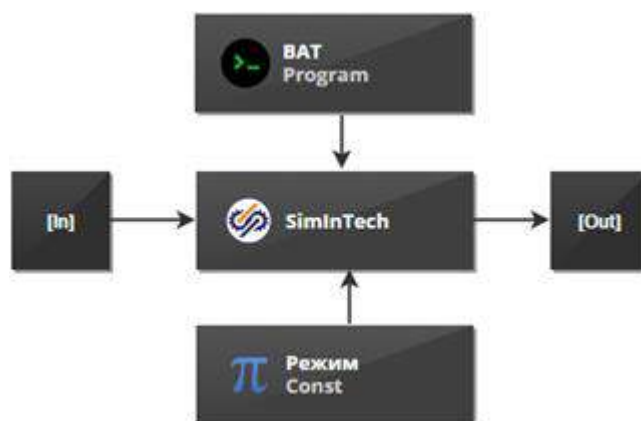 BAT
Program
[In]
SimInTech
[Out]
Режим
Const